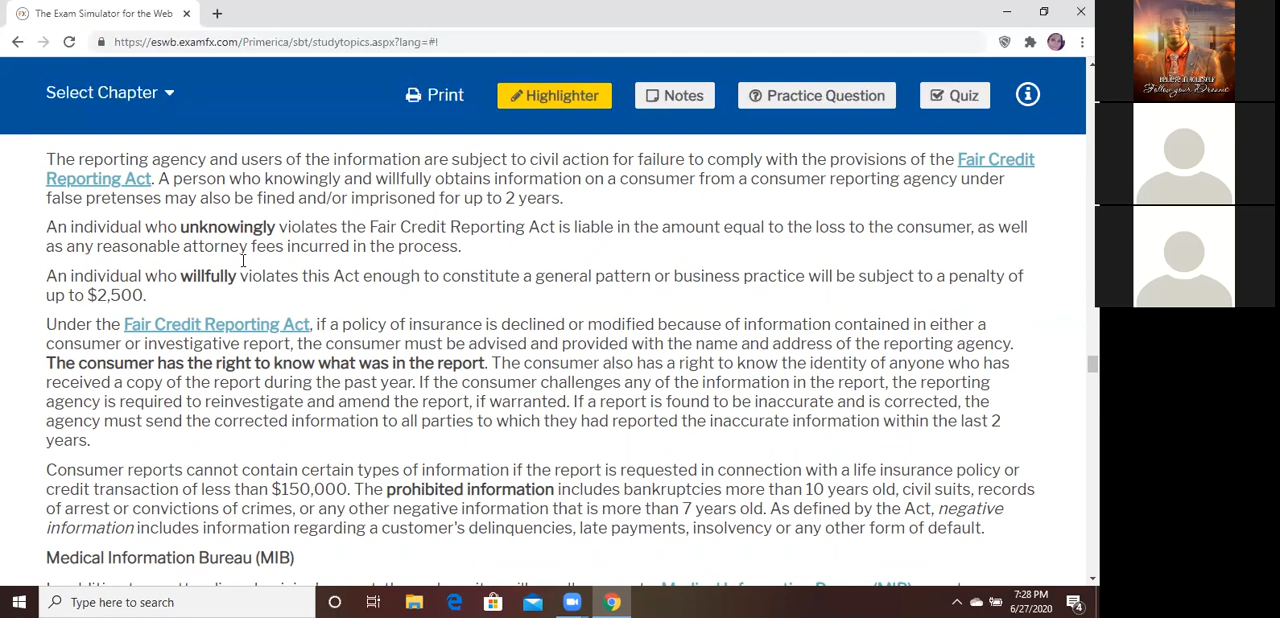 The Exam Simulator for the Web
https://eswb.examfx.com/Primerica/sbt/studytopics.aspx?lang=#!
Select Chapter
Print
Highlighter
Notes
Practice Question
Quiz
The reporting agency and users of the information are subject to civil action for failure to comply with the provisions of the Fair Credit
Reporting Act. A person who knowingly and willfully obtains information on a consumer from a consumer reporting agency under
false pretenses may also be fined and/or imprisoned for up to 2 years.
An individual who unknowingly violates the Fair Credit Reporting Act is liable in the amount equal to the loss to the consumer, as well
as any reasonable attorney fees incurred in the process.
An individual who willfully violates this Act enough to constitute a general pattern or business practice will be subject to a penalty of
up to $2,500.
Under the Fair Credit Reporting Act, if a policy of insurance is declined or modified because of information contained in either a
consumer or investigative report, the consumer must be advised and provided with the name and address of the reporting agency.
The consumer has the right to know what was in the report. The consumer also has a right to know the identity of anyone who has
received a copy of the report during the past year. If the consumer challenges any of the information in the report, the reporting
agency is required to reinvestigate and amend the report, if warranted. If a report is found to be inaccurate and is corrected, the
agency must send the corrected information to all parties to which they had reported the inaccurate information within the last 2
years.
Consumer reports cannot contain certain types of information if the report is requested in connection with a life insurance policy or
credit transaction of less than $150,000. The prohibited information includes bankruptcies more than 10 years old, civil suits, records
of arrest or convictions of crimes, or any other negative information that is more than 7 years old. As defined by the Act, negative
information includes information regarding a customer's delinquencies, late payments, insolvency or any other form of default.
Medical Information Bureau (MIB)
Type here to search
7:28 PM
6/27/2020
4
BELIEVE IN YOURSELF
Follow your Dreams